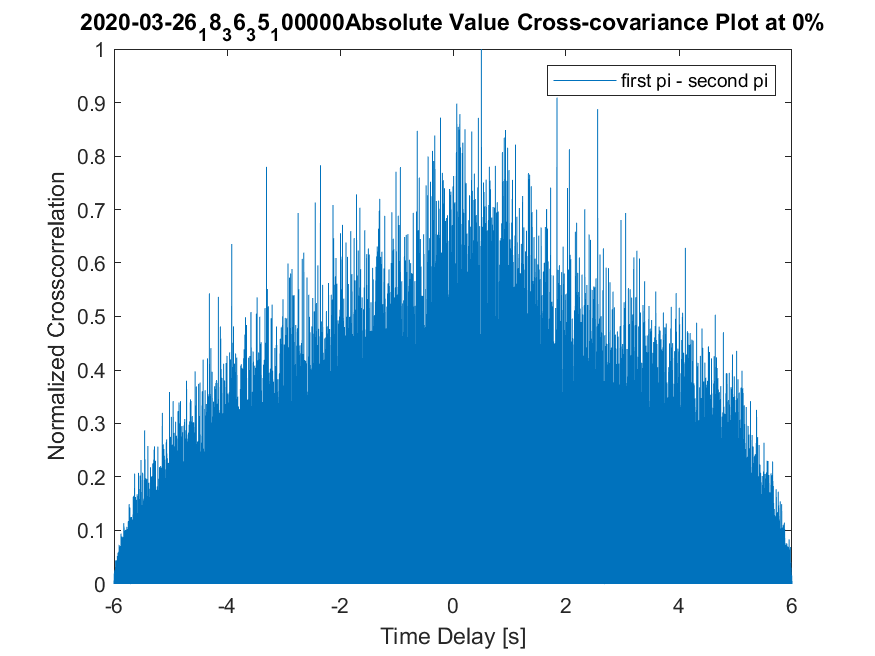 2020-03-26₁8₃6₃5₁00000Absolute Value Cross-covariance Plot at 0%
first pi - second pi
Normalized Crosscorrelation
1
0.9
0.8
0.7
0.6
0.5
0.4
0.3
0.2
0.1
0
-6 -4 -2 0 2 4 6
Time Delay [s]